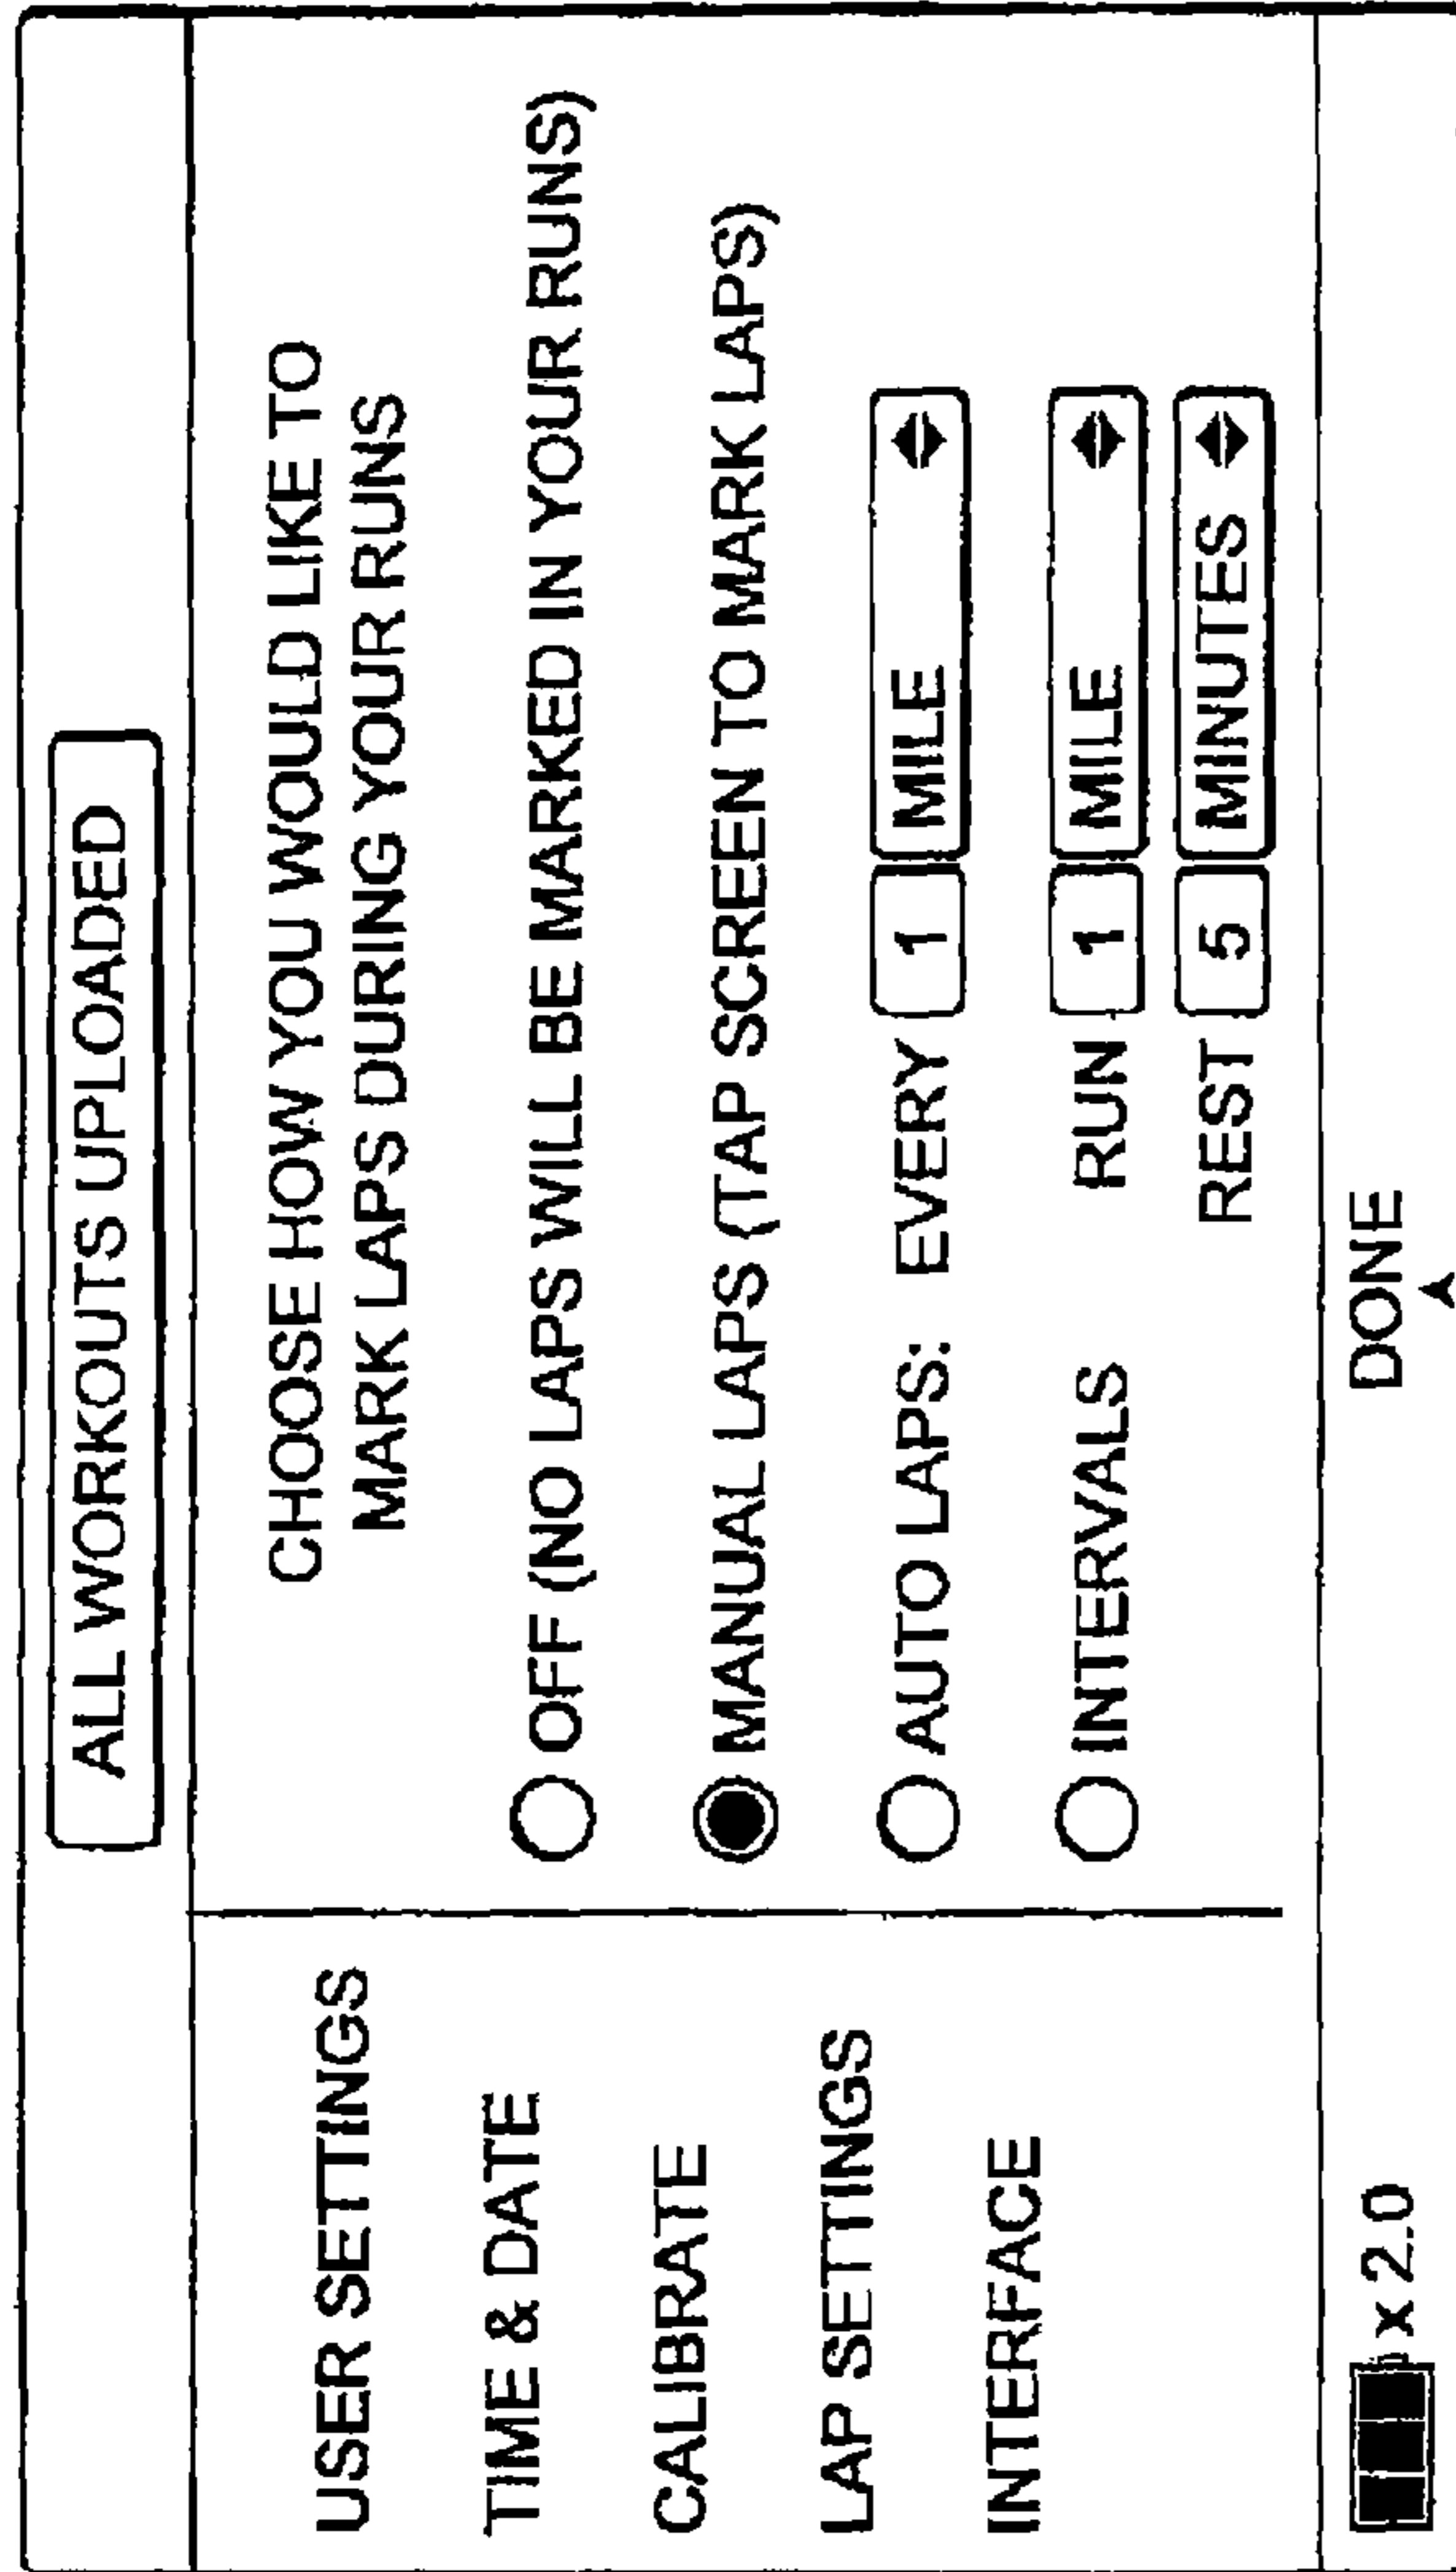 ALL WORKOUTS UPLOADED
USER SETTINGS
TIME & DATE
CALIBRATE
LAP SETTINGS
INTERFACE
CHOOSE HOW YOU WOULD LIKE TO
MARK LAPS DURING YOUR RUNS
OFF (NO LAPS WILL BE MARKED IN YOUR RUNS)
MANUAL LAPS (TAP SCREEN TO MARK LAPS)
AUTO LAPS: EVERY 1 MILE
INTERVALS RUN 1 MILE
REST 5 MINUTES
x 2.0
DONE